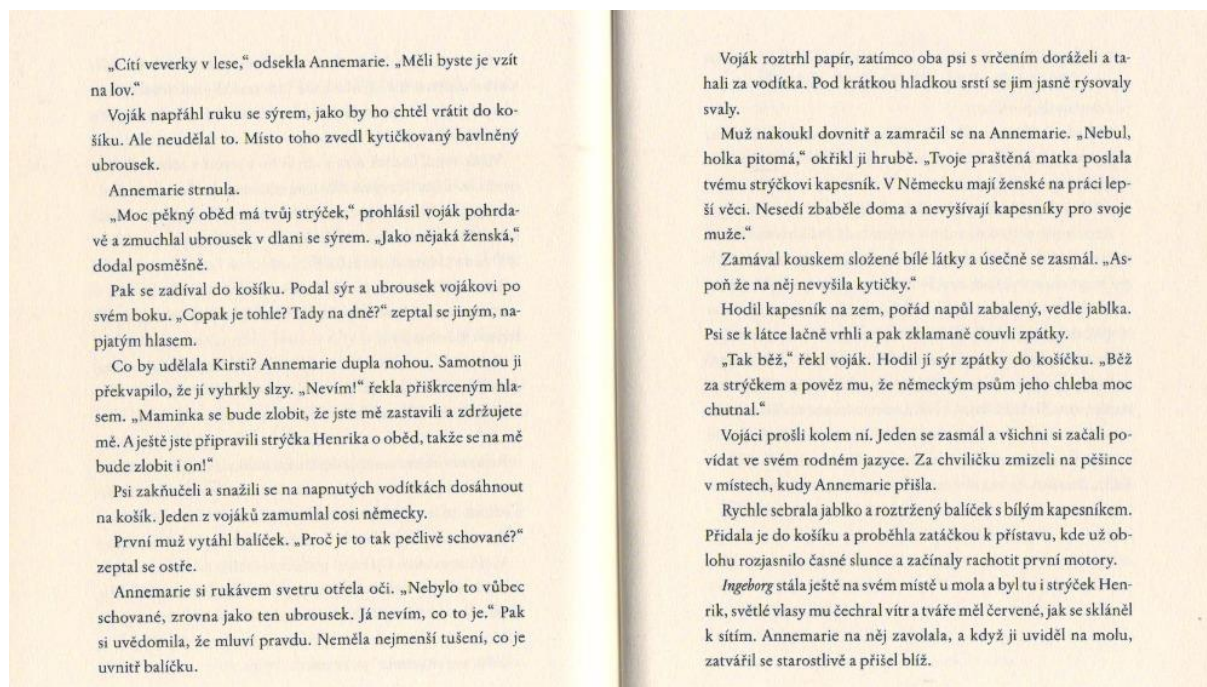 „Cítí veverky v lese,“ odsekla Annemarie. „Měli byste je vzít
na lov.“
Voják napřáhl ruku se sýrem, jako by ho chtěl vrátit do ko-
šíku. Ale neudělal to. Místo toho zvedl kytičkovaný bavlněný
ubrousek.
Annemarie strnula.
„Moc pěkný oběd má tvůj strýček,“ prohlásil voják pohrda-
vě a zmuchlal ubrousek v dlani se sýrem. „Jako nějaká ženská,“
dodal posměšně.
Pak se zadíval do košíku. Podal sýr a ubrousek vojákovi po
svém boku. „Copak je tohle? Tady na dně?“ zeptal se jiným, na-
pjatým hlasem.
Co by udělala Kirsti? Annemarie dupla nohou. Samotnou ji
překvapilo, že jí vyhrkly slzy. „Nevím!“ řekla přiškrceným hla-
sem. „Maminka se bude zlobit, že jste mě zastavili a zdržujete
mě. A ještě jste připravili strýčka Henrika o oběd, takže se na mě
bude zlobit i on!“
Psi zakňučeli a snažili se na napnutých vodítkách dosáhnout
na košík. Jeden z vojáků zamumlal cosi německy.
První muž vytáhl balíček. „Proč je to tak pečlivě schované?“
zeptal se ostře.
Annemarie si rukávem svetru otřela oči. „Nebylo to vůbec
schované, zrovna jako ten ubrousek. Já nevím, co to je.“ Pak
si uvědomila, že mluví pravdu. Neměla nejmenší tušení, co je
uvnitř balíčku.
Voják roztrhl papír, zatímco oba psi s vrčením doráželi a ta-
hali za vodítka. Pod krátkou hladkou srstí se jim jasně rýsovaly
svaly.
Muž nakoukl dovnitř a zamračil se na Annemarie. „Nebul,
holka pitomá,“ okřikl ji hrubě. „Tvoje praštěná matka poslala
tvému strýčkovi kapesník. V Německu mají ženské na práci lep-
ší věci. Nesedí zbaběle doma a nevyšívají kapesníky pro svoje
muže.“
Zamával kouskem složené bílé látky a úsečně se zasmál. „As-
poň že na něj nevyšila kytičky.“
Hodil kapesník na zem, pořád napůl zabalený, vedle jablka.
Psi se k látce lačně vrhli a pak zklamaně couvli zpátky.
„Tak běž,“ řekl voják. Hodil jí sýr zpátky do košíčku. „Běž
za strýčkem a pověz mu, že německým psům jeho chleba moc
chutnal.“
Vojáci prošli kolem ní. Jeden se zasmál a všichni si začali po-
vídat ve svém rodném jazyce. Za chviličku zmizeli na pěšince
v místech, kudy Annemarie přišla.
Rychle sebrala jablko a roztržený balíček s bílým kapesníkem.
Přidala je do košíku a proběhla zatáčkou k přístavu, kde už ob-
lohu rozjasnilo časné slunce a začínaly rachotit první motory.
Ingeborg stála ještě na svém místě u mola a byl tu i strýček Hen-
rik, světlé vlasy mu čechral vítr a tváře měl červené, jak se skláněl
k sítím. Annemarie na něj zavolala, a když ji uviděl na molu,
zatvářil se starostlivě a přišel blíž.